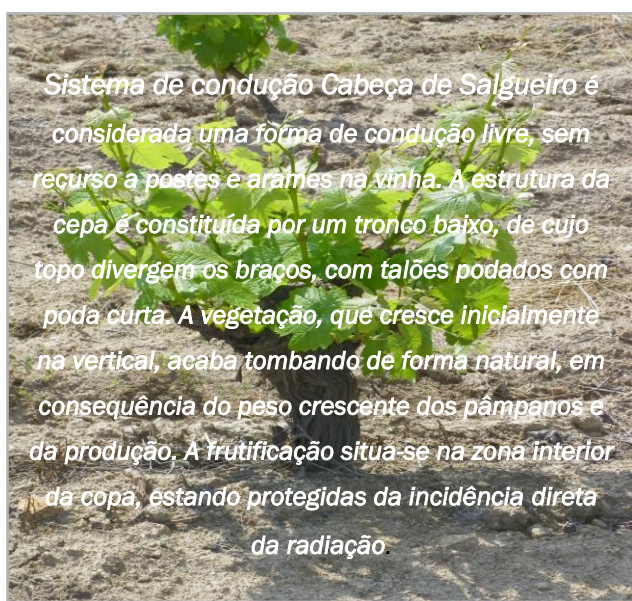 Sistema de condução Cabeça de Salgueiro é
considerada uma forma de condução livre, sem
recurso a postes e arames na vinha. A estrutura da
cepa é constituída por um tronco baixo, de cujo
topo divergem os braços, com talões podados com
poda curta. A vegetação, que cresce inicialmente
na vertical, acaba tombando de forma natural, em
consequência do peso crescente dos pâmpanos e
da produção. A frutificação situa-se na zona interior
da copa, estando protegidas da incidência direta
da radiação.